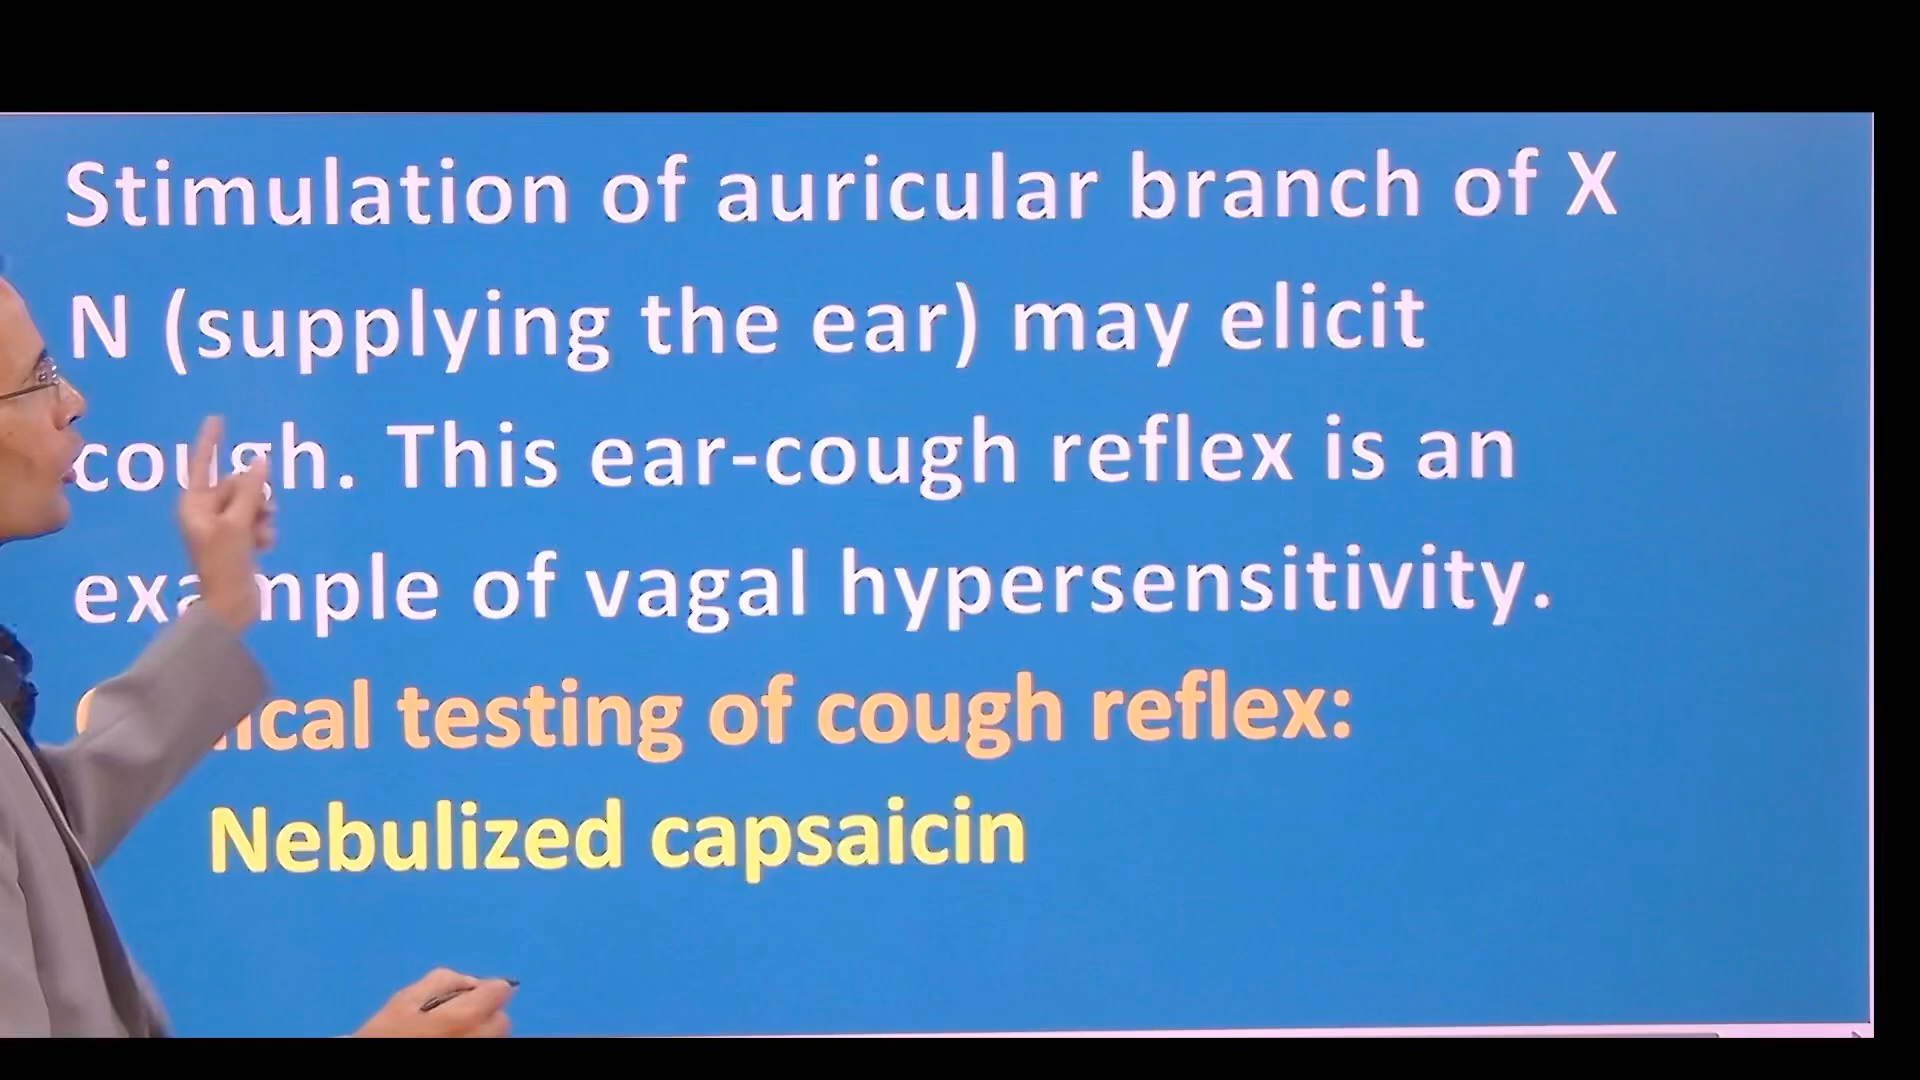 Stimulation of auricular branch of X
N (supplying the ear) may elicit
cough. This ear-cough reflex is an
example of vagal hypersensitivity.
testing of cough reflex:
Nebulized capsaicin